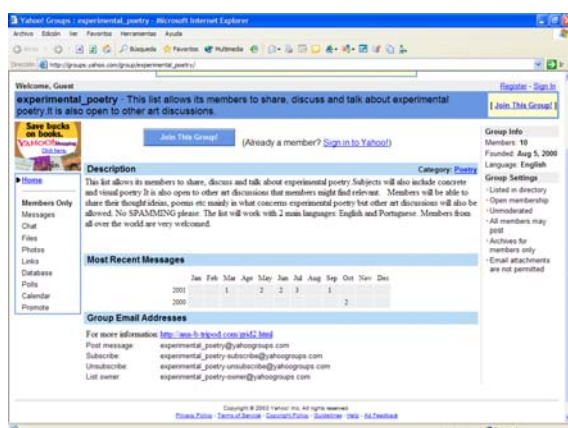 Yahoo! Groups : experimental_poetry - Microsoft Internet Explorer
Archivo Edición Ver Favoritos Herramientas Ayuda
Búsqueda Favoritos Multimedia
Dirección http://groups.yahoo.com/group/experimental_poetry/
Welcome, Guest
Register - Sign In
experimental_poetry · This list allows its members to share, discuss and talk about experimental
poetry.It is also open to other art discussions.
[ Join This Group! ]
Save bucks
on books.
YAHOO! Shopping
Click here.
Join This Group!
(Already a member? Sign in to Yahoo!)
Home
Members Only
Messages
Chat
Files
Photos
Links
Database
Polls
Calendar
Promote
Description
Category: Poetry
This list allows its members to share, discuss and talk about experimental poetry.Subjects will also include concrete
and visual poetry.It is also open to other art discussions that members might find relevant. Members will be able to
share their thought/ideias, poems etc mainly in what concerns experimental poetry but other art discussions will also be
allowed. No SPAMMING please. The list will work with 2 main languages: English and Portuguese. Members from
all over the world are very welcomed.
Most Recent Messages
Jan Feb Mar Apr May Jun Jul Aug Sep Oct Nov Dec
2001 1 2 2 3 1
2000 2
Group Email Addresses
For more information: http://ana-b.tripod.com/grid2.html
Post message: experimental_poetry@yahoogroups.com
Subscribe: experimental_poetry-subscribe@yahoogroups.com
Unsubscribe: experimental_poetry-unsubscribe@yahoogroups.com
List owner: experimental_poetry-owner@yahoogroups.com
Group Info
Members: 10
Founded: Aug 5, 2000
Language: English
Group Settings
· Listed in directory
· Open membership
· Unmoderated
· All members may
post
· Archives for
members only
· Email attachments
are not permitted
Copyright © 2003 Yahoo! Inc. All rights reserved.
Privacy Policy - Terms of Service - Copyright Policy - Guidelines - Help - Ad Feedback